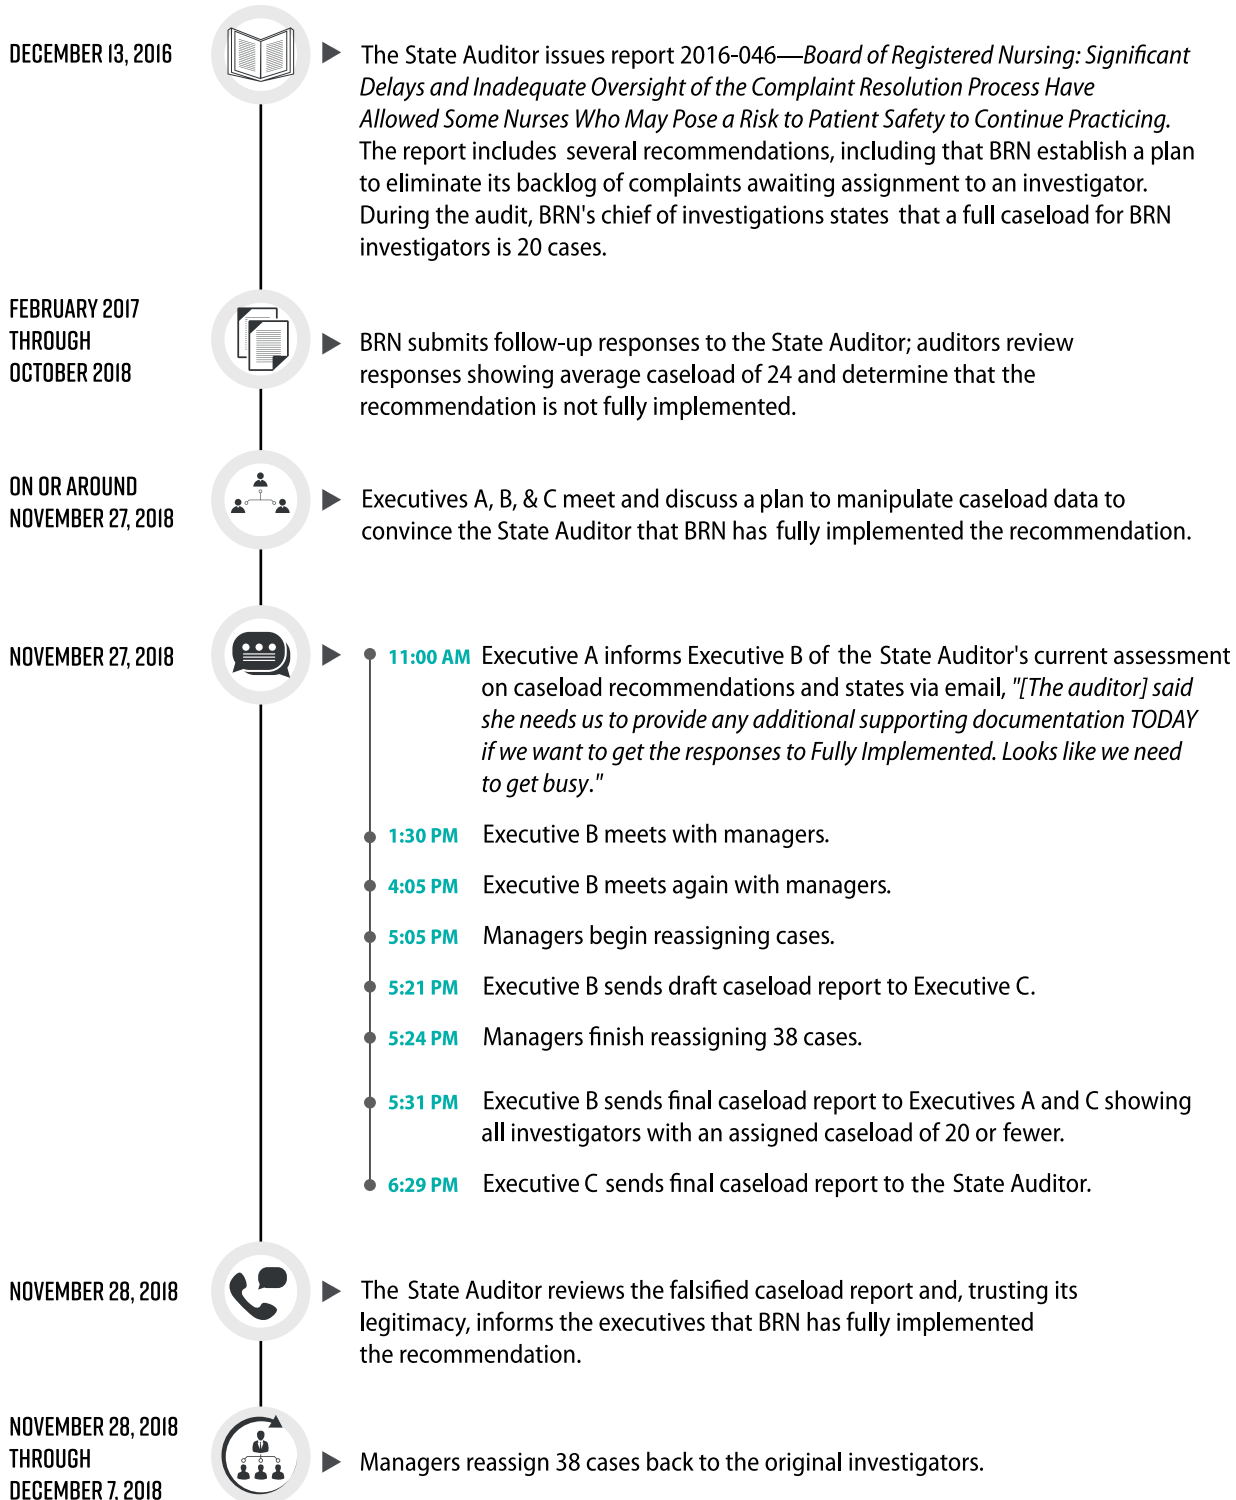 DECEMBER 13, 2016
The State Auditor issues report 2016-046—Board of Registered Nursing: Significant
Delays and Inadequate Oversight of the Complaint Resolution Process Have
Allowed Some Nurses Who May Pose a Risk to Patient Safety to Continue Practicing.
The report includes several recommendations, including that BRN establish a plan
to eliminate its backlog of complaints awaiting assignment to an investigator.
During the audit, BRN's chief of investigations states that a full caseload for BRN
investigators is 20 cases.
FEBRUARY 2017
THROUGH
OCTOBER 2018
BRN submits follow-up responses to the State Auditor; auditors review
responses showing average caseload of 24 and determine that the
recommendation is not fully implemented.
ON OR AROUND
NOVEMBER 27, 2018
Executives A, B, & C meet and discuss a plan to manipulate caseload data to
convince the State Auditor that BRN has fully implemented the recommendation.
NOVEMBER 27, 2018
11:00 AM Executive A informs Executive B of the State Auditor's current assessment
on caseload recommendations and states via email, "[The auditor] said
she needs us to provide any additional supporting documentation TODAY
if we want to get the responses to Fully Implemented. Looks like we need
to get busy."
1:30 PM Executive B meets with managers.
4:05 PM Executive B meets again with managers.
5:05 PM Managers begin reassigning cases.
5:21 PM Executive B sends draft caseload report to Executive C.
5:24 PM Managers finish reassigning 38 cases.
5:31 PM Executive B sends final caseload report to Executives A and C showing
all investigators with an assigned caseload of 20 or fewer.
6:29 PM Executive C sends final caseload report to the State Auditor.
NOVEMBER 28, 2018
The State Auditor reviews the falsified caseload report and, trusting its
legitimacy, informs the executives that BRN has fully implemented
the recommendation.
NOVEMBER 28, 2018
THROUGH
DECEMBER 7, 2018
Managers reassign 38 cases back to the original investigators.